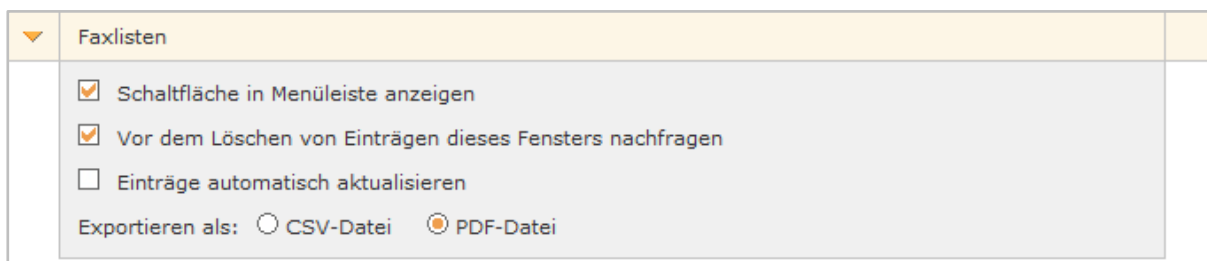 Faxlisten
Schaltfläche in Menüleiste anzeigen
Vor dem Löschen von Einträgen dieses Fensters nachfragen
Einträge automatisch aktualisieren
Exportieren als: CSV-Datei PDF-Datei